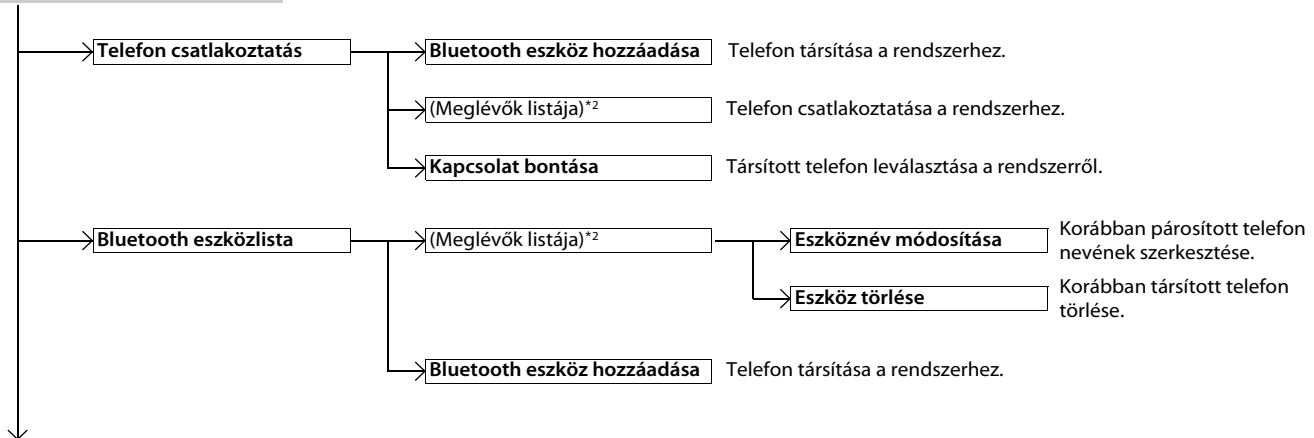 Telefon csatlakoztatás
Bluetooth eszköz hozzáadása
Telefon társítása a rendszerhez.
(Meglévők listája)*2
Telefon csatlakoztatása a rendszerhez.
Kapcsolat bontása
Társított telefon leválasztása a rendszerről.
Bluetooth eszközlista
(Meglévők listája)*2
Eszköznév módosítása
Korábban párosított telefon
nevének szerkesztése.
Eszköz törlése
Korábban társított telefon
törlése.
Bluetooth eszköz hozzáadása
Telefon társítása a rendszerhez.